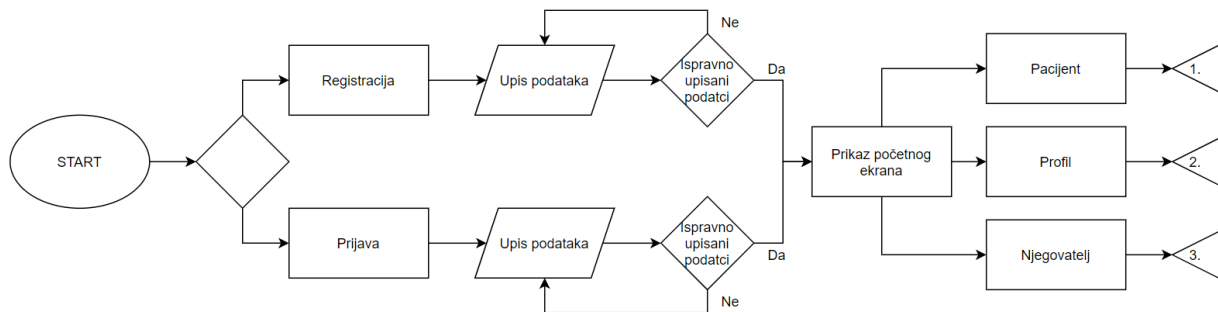 Ne
Registracija
Upis podataka
Ispravno
upisani
podatci
Da
Pacijent
1.
START
Prikaz početnog
ekrana
Profil
2.
Prijava
Upis podataka
Ispravno
upisani
podatci
Da
Njegovatelj
3.
Ne